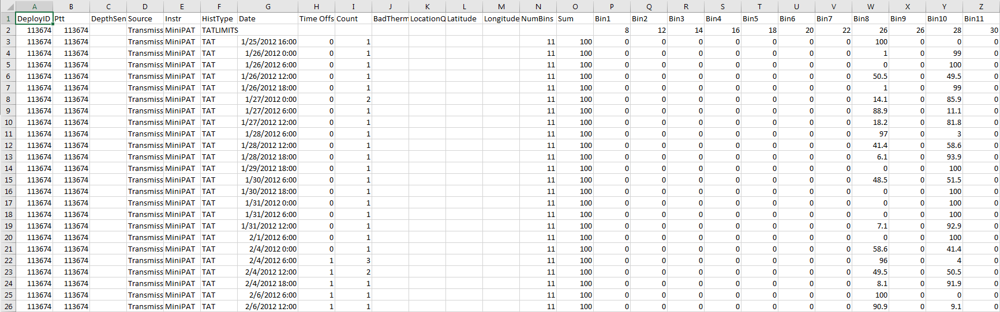 A B C D E F G H I J K L M N O P Q R S T U V W X Y Z
1 DeployID Ptt DepthSen Source Instr HistType Date Time Offs Count BadTherm LocationQ Latitude Longitude NumBins Sum Bin1 Bin2 Bin3 Bin4 Bin5 Bin6 Bin7 Bin8 Bin9 Bin10 Bin11
2 113674 113674 Transmiss MiniPAT TATLIMITS 8 12 14 16 18 20 22 26 26 28 30
3 113674 113674 Transmiss MiniPAT TAT 1/25/2012 16:00 0 1 11 100 0 0 0 0 0 0 0 100 0 0 0
4 113674 113674 Transmiss MiniPAT TAT 1/26/2012 0:00 0 1 11 100 0 0 0 0 0 0 0 1 0 99 0
5 113674 113674 Transmiss MiniPAT TAT 1/26/2012 6:00 0 1 11 100 0 0 0 0 0 0 0 0 0 100 0
6 113674 113674 Transmiss MiniPAT TAT 1/26/2012 12:00 0 1 11 100 0 0 0 0 0 0 0 50.5 0 49.5 0
7 113674 113674 Transmiss MiniPAT TAT 1/26/2012 18:00 0 1 11 100 0 0 0 0 0 0 0 1 0 99 0
8 113674 113674 Transmiss MiniPAT TAT 1/27/2012 0:00 0 2 11 100 0 0 0 0 0 0 0 14.1 0 85.9 0
9 113674 113674 Transmiss MiniPAT TAT 1/27/2012 6:00 0 1 11 100 0 0 0 0 0 0 0 88.9 0 11.1 0
10 113674 113674 Transmiss MiniPAT TAT 1/27/2012 12:00 0 1 11 100 0 0 0 0 0 0 0 18.2 0 81.8 0
11 113674 113674 Transmiss MiniPAT TAT 1/28/2012 6:00 0 1 11 100 0 0 0 0 0 0 0 97 0 3 0
12 113674 113674 Transmiss MiniPAT TAT 1/28/2012 12:00 0 1 11 100 0 0 0 0 0 0 0 41.4 0 58.6 0
13 113674 113674 Transmiss MiniPAT TAT 1/28/2012 18:00 0 1 11 100 0 0 0 0 0 0 0 6.1 0 93.9 0
14 113674 113674 Transmiss MiniPAT TAT 1/29/2012 18:00 0 1 11 100 0 0 0 0 0 0 0 0 0 100 0
15 113674 113674 Transmiss MiniPAT TAT 1/30/2012 6:00 0 1 11 100 0 0 0 0 0 0 0 48.5 0 51.5 0
16 113674 113674 Transmiss MiniPAT TAT 1/30/2012 18:00 0 1 11 100 0 0 0 0 0 0 0 0 0 100 0
17 113674 113674 Transmiss MiniPAT TAT 1/31/2012 0:00 0 1 11 100 0 0 0 0 0 0 0 0 0 100 0
18 113674 113674 Transmiss MiniPAT TAT 1/31/2012 6:00 0 1 11 100 0 0 0 0 0 0 0 0 0 100 0
19 113674 113674 Transmiss MiniPAT TAT 1/31/2012 12:00 0 1 11 100 0 0 0 0 0 0 0 7.1 0 92.9 0
20 113674 113674 Transmiss MiniPAT TAT 2/1/2012 6:00 0 1 11 100 0 0 0 0 0 0 0 0 0 100 0
21 113674 113674 Transmiss MiniPAT TAT 2/4/2012 0:00 0 1 11 100 0 0 0 0 0 0 0 58.6 0 41.4 0
22 113674 113674 Transmiss MiniPAT TAT 2/4/2012 6:00 1 3 11 100 0 0 0 0 0 0 0 96 0 4 0
23 113674 113674 Transmiss MiniPAT TAT 2/4/2012 12:00 1 2 11 100 0 0 0 0 0 0 0 49.5 0 50.5 0
24 113674 113674 Transmiss MiniPAT TAT 2/4/2012 18:00 1 1 11 100 0 0 0 0 0 0 0 8.1 0 91.9 0
25 113674 113674 Transmiss MiniPAT TAT 2/6/2012 6:00 1 1 11 100 0 0 0 0 0 0 0 100 0 0 0
26 113674 113674 Transmiss MiniPAT TAT 2/6/2012 12:00 1 1 11 100 0 0 0 0 0 0 0 90.9 0 9.1 0